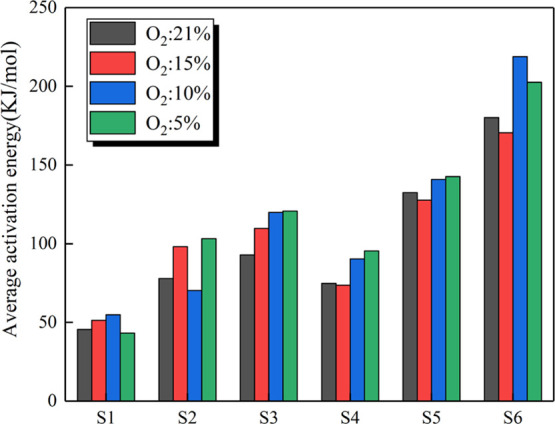 Average activation energy(KJ/mol)
250
200
150
100
50
0
O₂:21%
O₂:15%
O₂:10%
O₂:5%
S1 S2 S3 S4 S5 S6